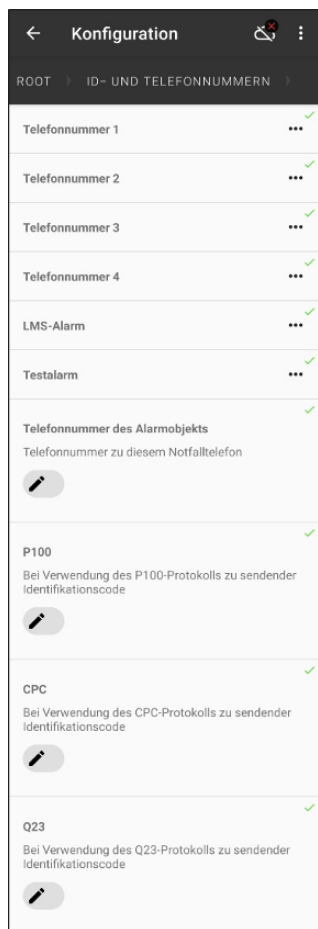 Konfiguration
ROOT
ID- UND TELEFONNUMMERN
Telefonnummer 1
Telefonnummer 2
Telefonnummer 3
Telefonnummer 4
LMS-Alarm
Testalarm
Telefonnummer des Alarmobjekts
Telefonnummer zu diesem Notfalltelefon
P100
Bei Verwendung des P100-Protokolls zu sendender
Identifikationscode
CPC
Bei Verwendung des CPC-Protokolls zu sendender
Identifikationscode
Q23
Bei Verwendung des Q23-Protokolls zu sendender
Identifikationscode